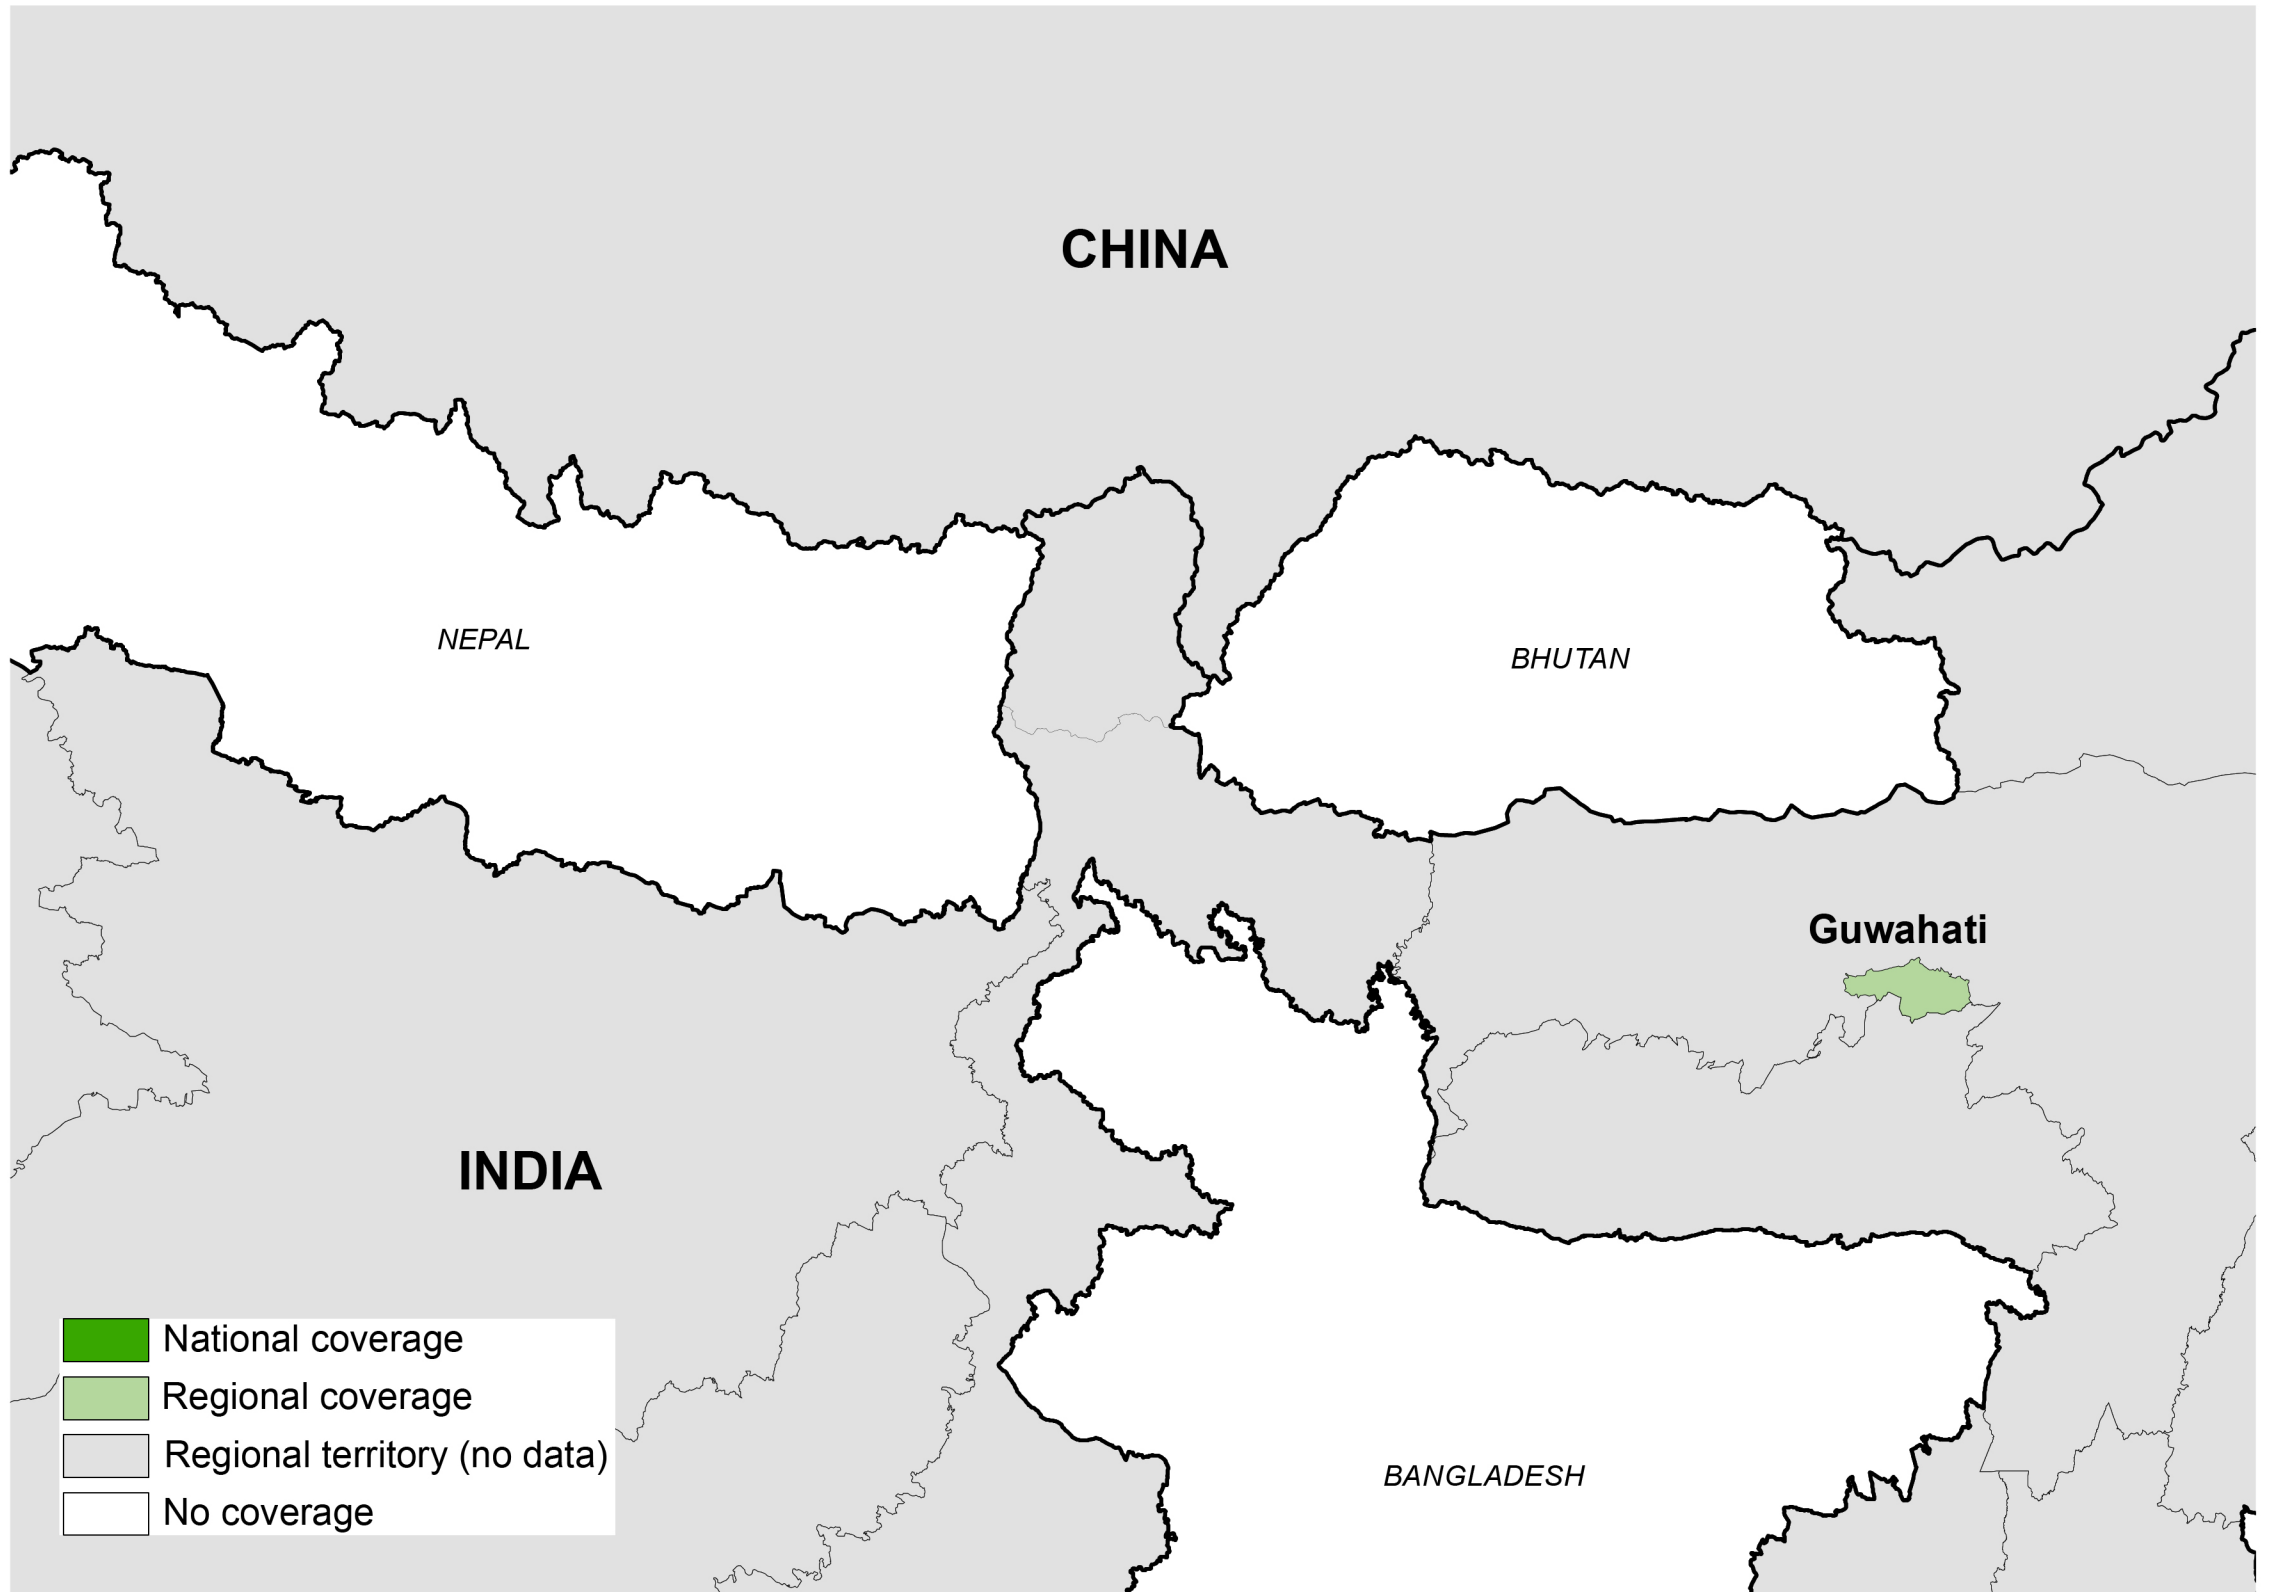 CHINA
NEPAL
BHUTAN
Guwahati
INDIA
National coverage
Regional coverage
Regional territory (no data)
BANGLADESH
No coverage